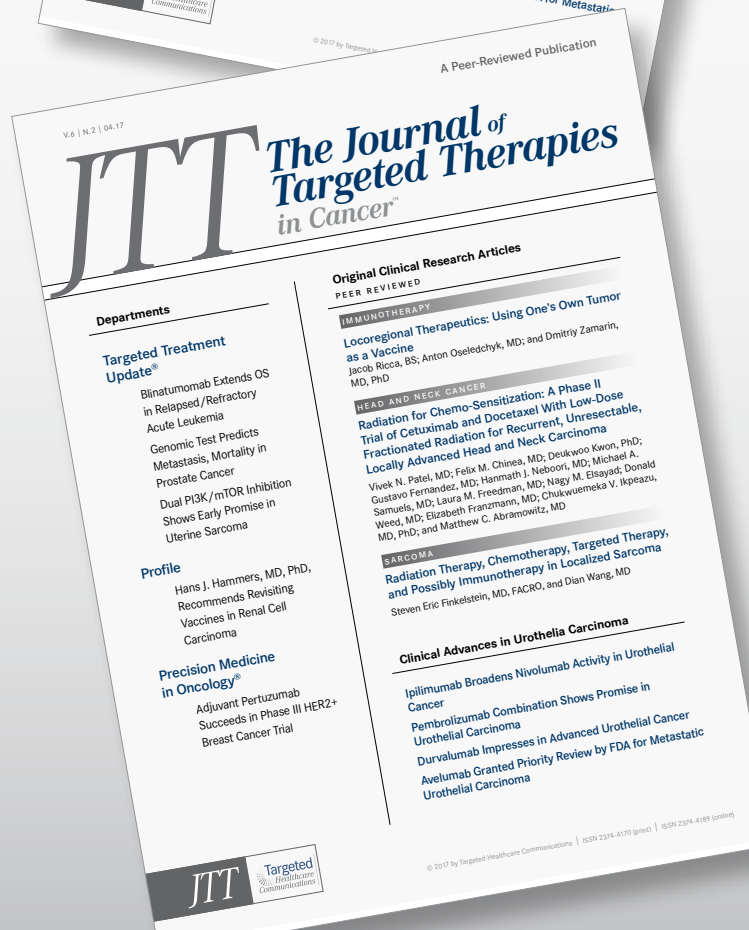 Healthcare
Communications
for Metastatic
© 2017 by Targeted
A Peer-Reviewed Publication
V.6 | N.2 | 04.17
JTT
The Journal of
Targeted Therapies
in Cancer™
Departments
Targeted Treatment
Update®
Blinatumomab Extends OS
in Relapsed/Refractory
Acute Leukemia
Genomic Test Predicts
Metastasis, Mortality in
Prostate Cancer
Dual PI3K/mTOR Inhibition
Shows Early Promise in
Uterine Sarcoma
Profile
Hans J. Hammers, MD, PhD,
Recommends Revisiting
Vaccines in Renal Cell
Carcinoma
Precision Medicine
in Oncology®
Adjuvant Pertuzumab
Succeeds in Phase III HER2+
Breast Cancer Trial
Original Clinical Research Articles
PEER REVIEWED
IMMUNOTHERAPY
Locoregional Therapeutics: Using One's Own Tumor
as a Vaccine
Jacob Ricca, BS; Anton Oseledchyk, MD; and Dmitriy Zamarin,
MD, PhD
HEAD AND NECK CANCER
Radiation for Chemo-Sensitization: A Phase II
Trial of Cetuximab and Docetaxel With Low-Dose
Fractionated Radiation for Recurrent, Unresectable,
Locally Advanced Head and Neck Carcinoma
Vivek N. Patel, MD; Felix M. Chinea, MD; Deukwoo Kwon, PhD;
Gustavo Fernandez, MD; Hanmath J. Neboori, MD; Michael A.
Samuels, MD; Laura M. Freedman, MD; Nagy M. Elsayad; Donald
Weed, MD; Elizabeth Franzmann, MD; Chukwuemeka V. Ikpeazu,
MD, PhD; and Matthew C. Abramowitz, MD
SARCOMA
Radiation Therapy, Chemotherapy, Targeted Therapy,
and Possibly Immunotherapy in Localized Sarcoma
Steven Eric Finkelstein, MD, FACRO, and Dian Wang, MD
Clinical Advances in Urothelia Carcinoma
Ipilimumab Broadens Nivolumab Activity in Urothelial
Cancer
Pembrolizumab Combination Shows Promise in
Urothelial Carcinoma
Durvalumab Impresses in Advanced Urothelial Cancer
Avelumab Granted Priority Review by FDA for Metastatic
Urothelial Carcinoma
JTT
Targeted
Healthcare
Communications
© 2017 by Targeted Healthcare Communications | ISSN 2374-4170 (print) | ISSN 2374-4189 (online)